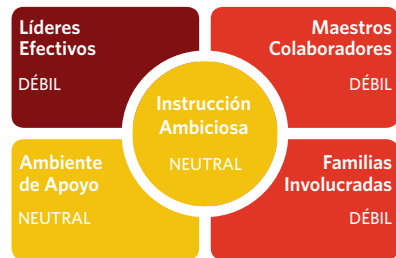 Líderes
Efectivos
DÉBIL
Maestros
Colaboradores
DÉBIL
Instrucción
Ambiciosa
NEUTRAL
Ambiente
de Apoyo
NEUTRAL
Familias
Involucradas
DÉBIL